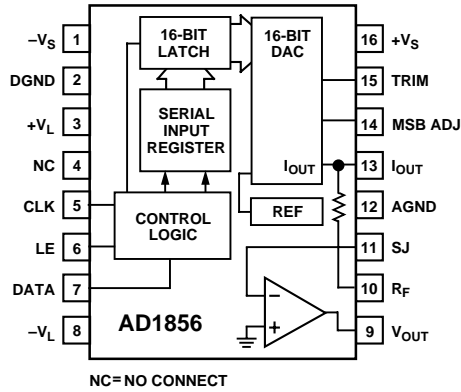 –VS 1
DGND 2
+VL 3
NC 4
CLK 5
LE 6
DATA 7
–VL 8
16-BIT
LATCH
16-BIT
DAC
SERIAL
INPUT
REGISTER
CONTROL
LOGIC
IOUT
REF
–
+
AD1856
16 +VS
15 TRIM
14 MSB ADJ
13 IOUT
12 AGND
11 SJ
10 RF
9 VOUT
NC = NO CONNECT